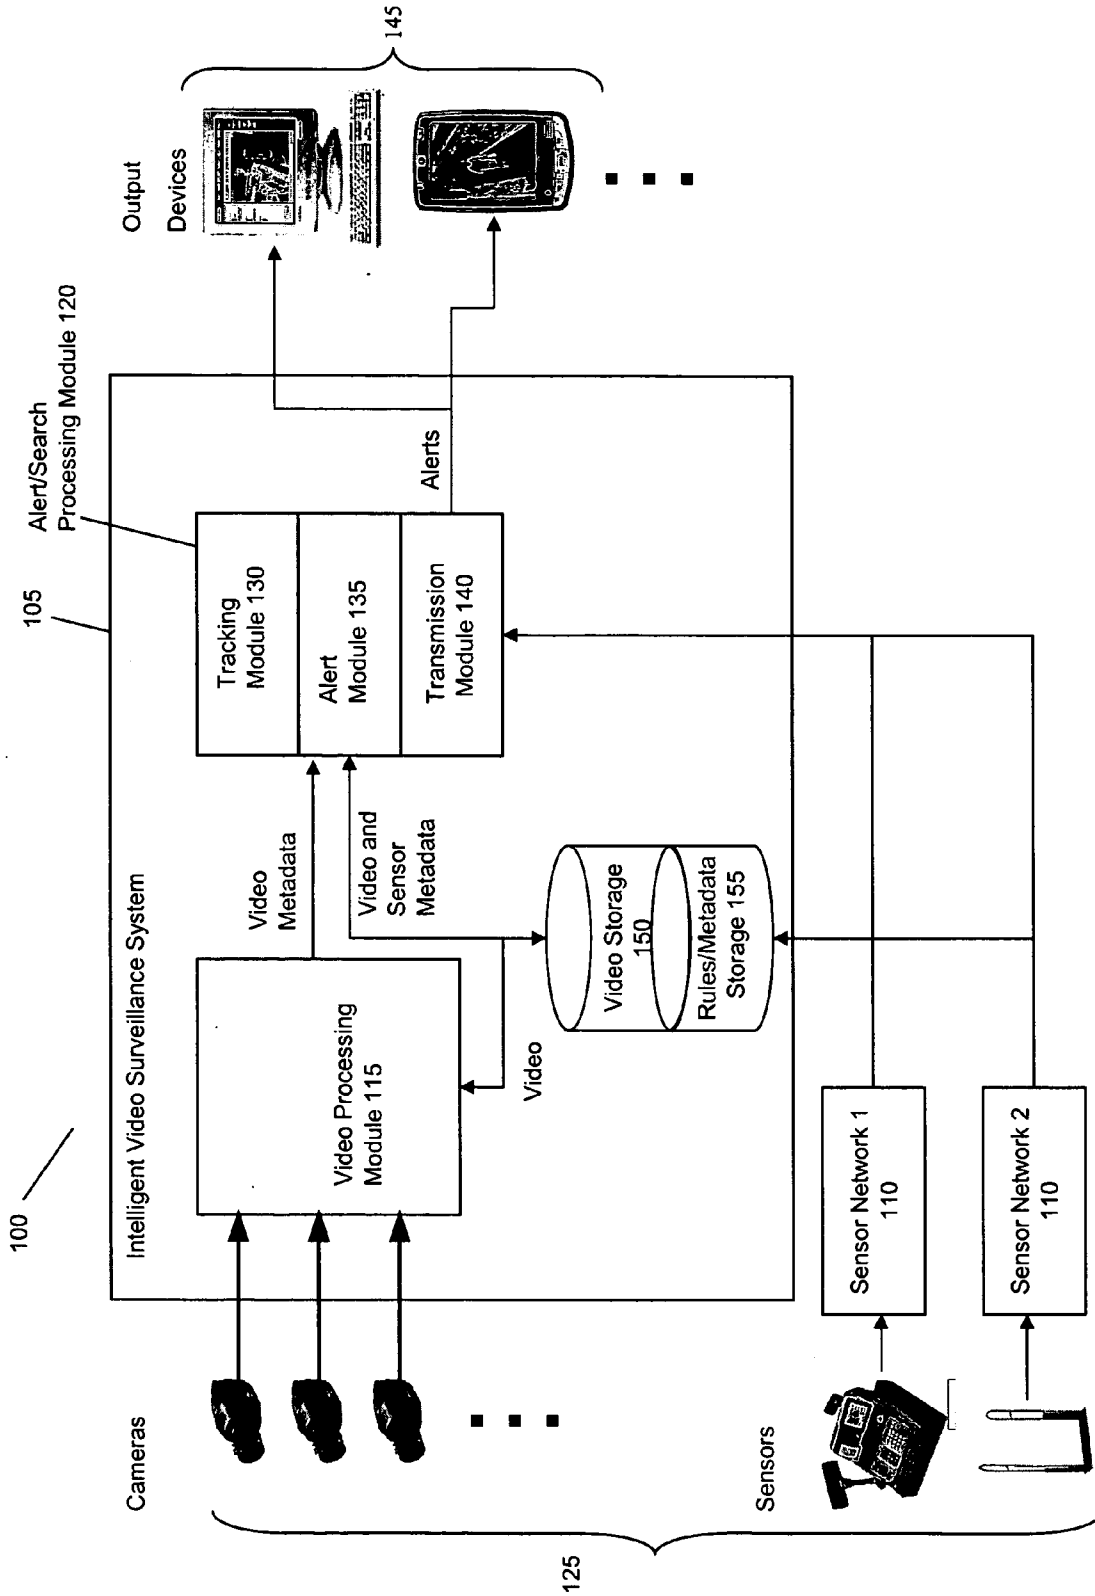 100
105
Alert/Search
Processing Module 120
Output
Devices
145
Intelligent Video Surveillance System
Cameras
Video Processing
Module 115
Video
Metadata
Video and
Sensor
Metadata
Tracking
Module 130
Alert
Module 135
Transmission
Module 140
Alerts
Video
Video Storage
150
Rules/Metadata
Storage 155
Sensors
Sensor Network 1
110
Sensor Network 2
110
125